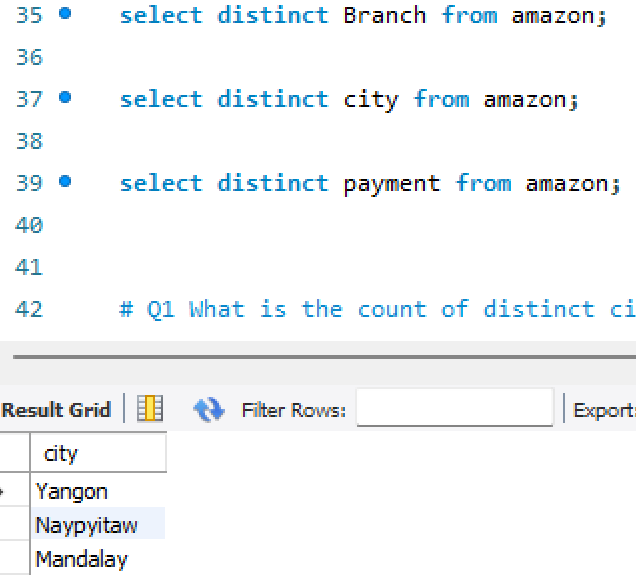 35 select distinct Branch from amazon;
36
37 select distinct city from amazon;
38
39 select distinct payment from amazon;
40
41
42 # Q1 What is the count of distinct ci
Result Grid Filter Rows: Export:
city
Yangon
Naypyitaw
Mandalay